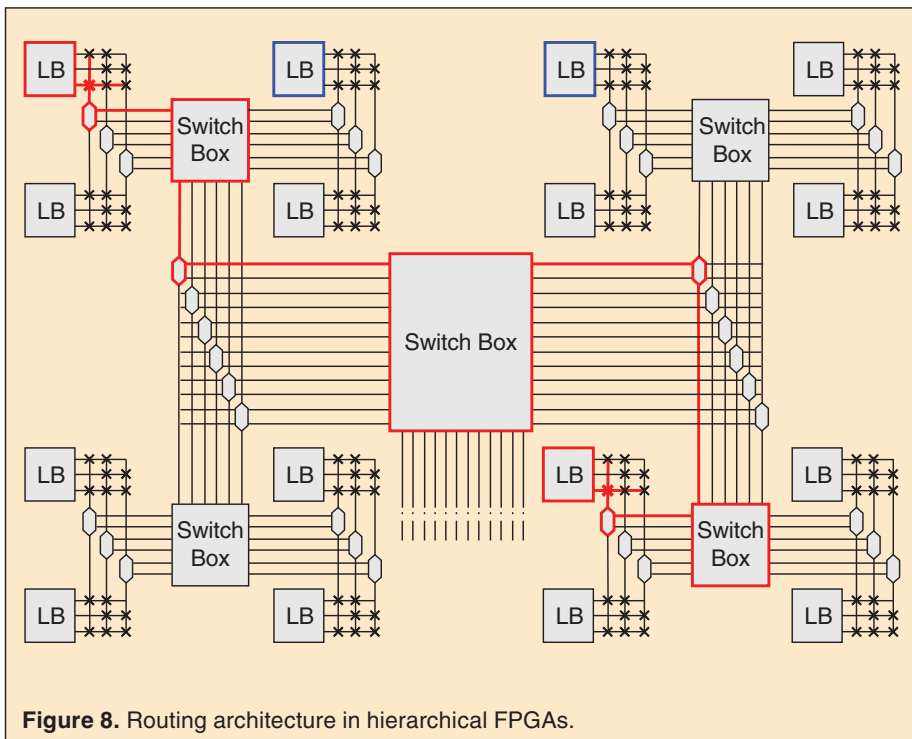 LB
LB
LB
LB
Switch
Box
Switch
Box
LB
LB
LB
LB
Switch Box
LB
LB
LB
LB
Switch
Box
Switch
Box
LB
LB
LB
LB
Figure 8. Routing architecture in hierarchical FPGAs.